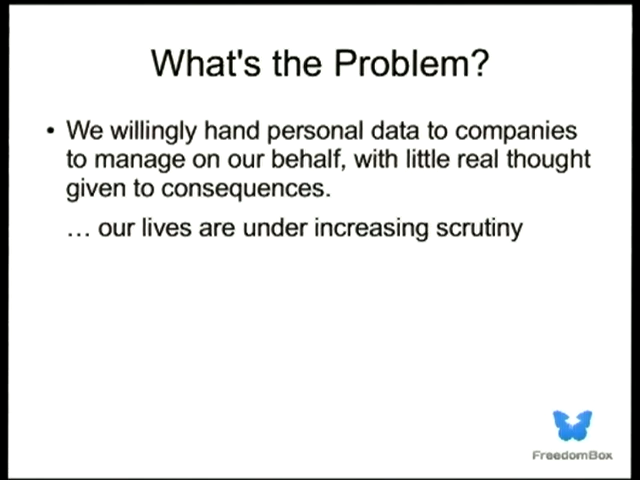 What's the Problem?
• We willingly hand personal data to companies
to manage on our behalf, with little real thought
given to consequences.
… our lives are under increasing scrutiny
FreedomBox